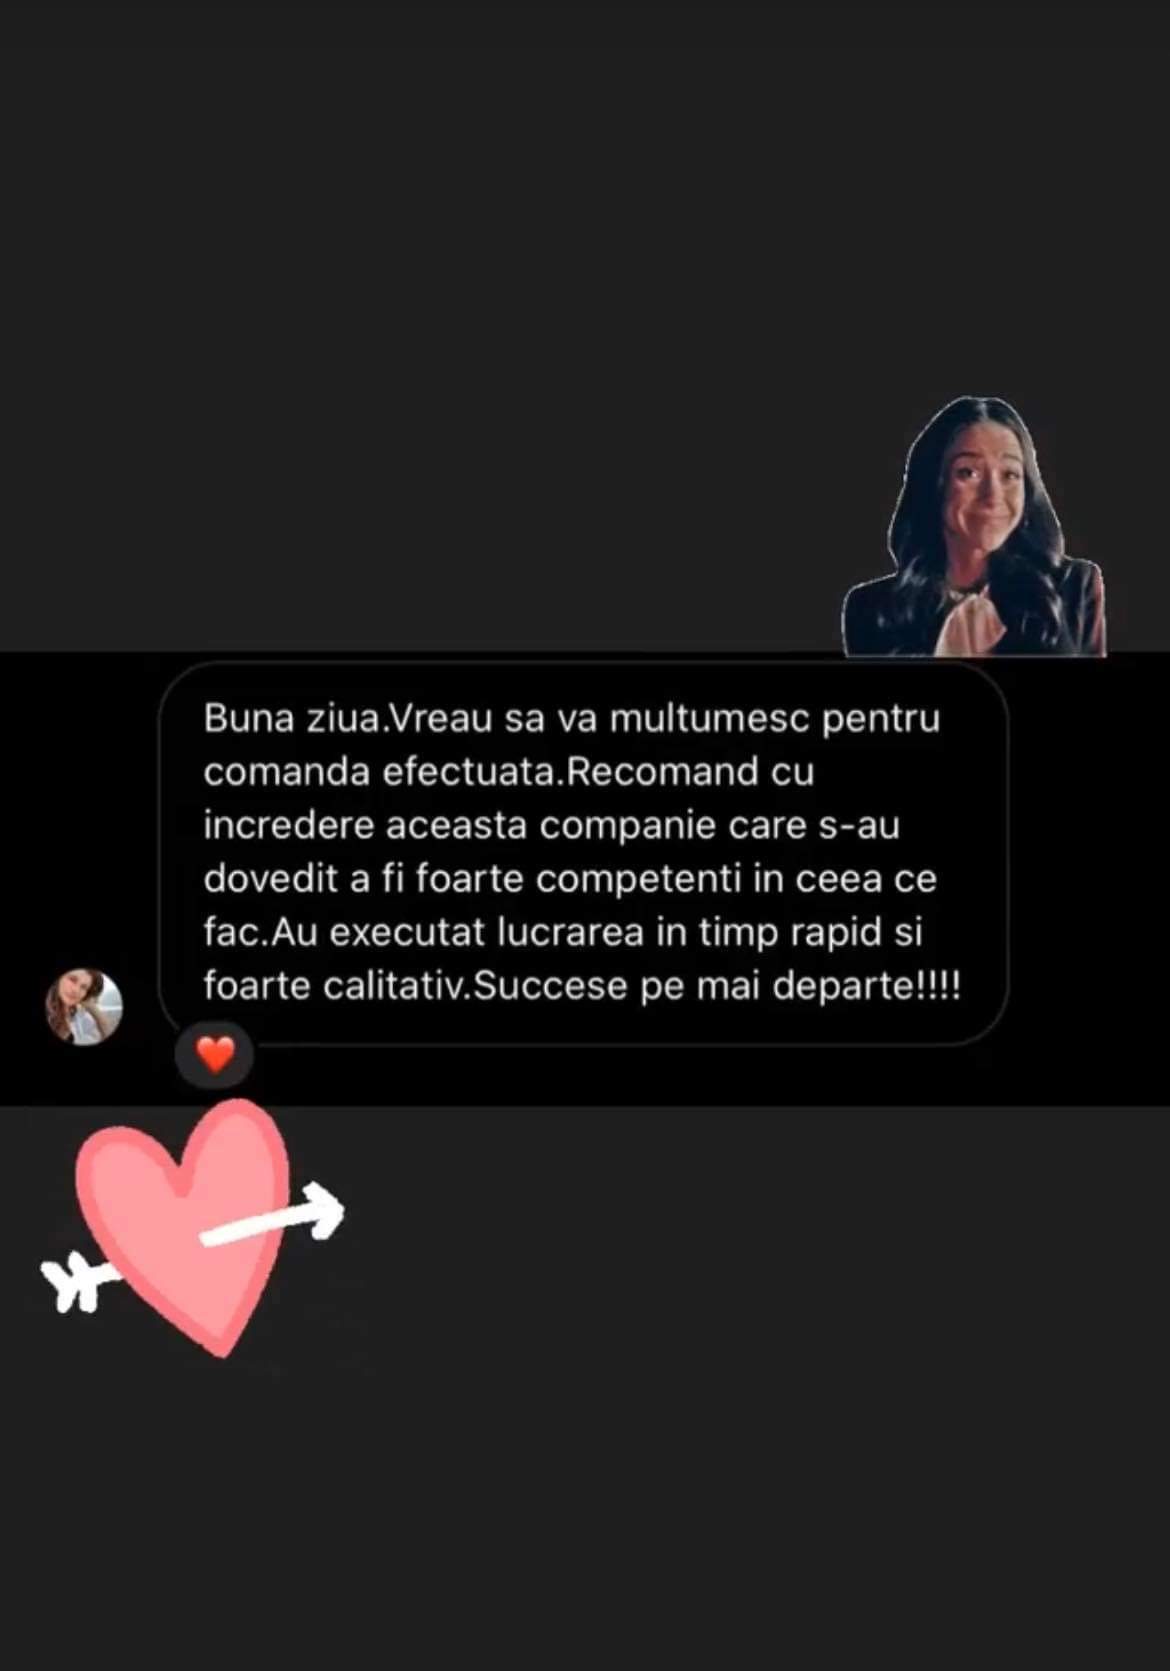 Buna ziua.Vreau sa va multumesc pentru
comanda efectuata.Recomand cu
incredere aceasta companie care s-au
dovedit a fi foarte competenti in ceea ce
fac.Au executat lucrarea in timp rapid si
foarte calitativ.Succese pe mai departe!!!!